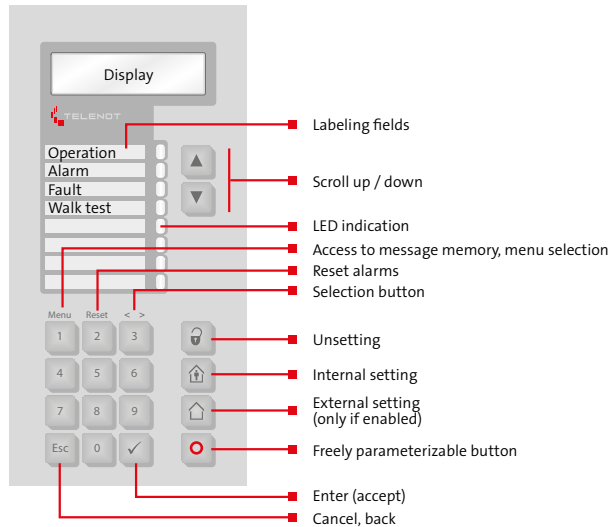 Display
TELENOT
Labeling fields
Operation
Alarm
Fault
Walk test
Scroll up / down
LED indication
Access to message memory, menu selection
Reset alarms
Selection button
Menu Reset < >
1 2 3
Unsetting
4 5 6
Internal setting
7 8 9
External setting
(only if enabled)
Esc 0
Freely parameterizable button
Enter (accept)
Cancel, back